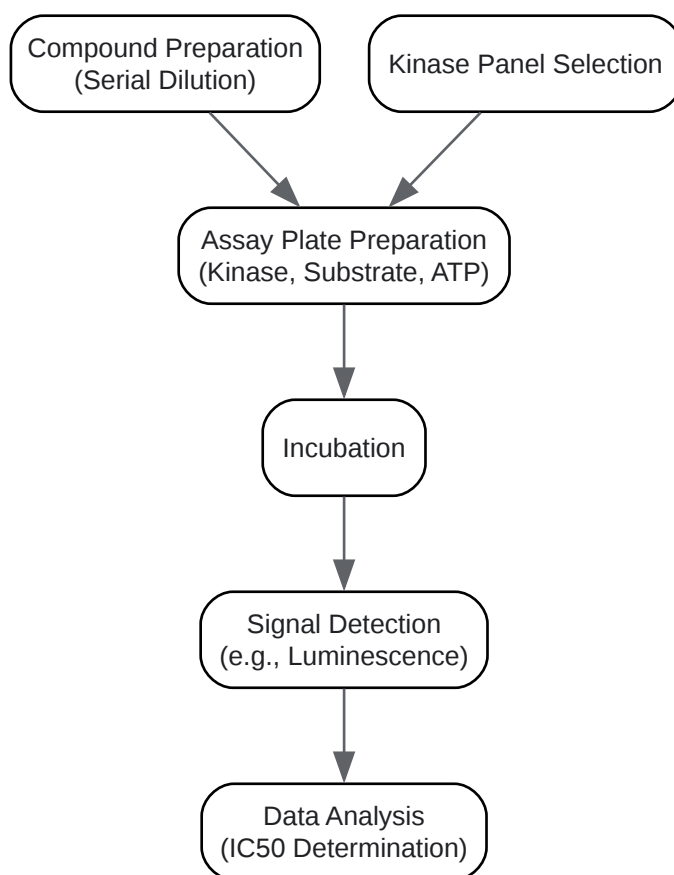 Compound Preparation
(Serial Dilution)
Kinase Panel Selection
Assay Plate Preparation
(Kinase, Substrate, ATP)
Incubation
Signal Detection
(e.g., Luminescence)
Data Analysis
(IC50 Determination)